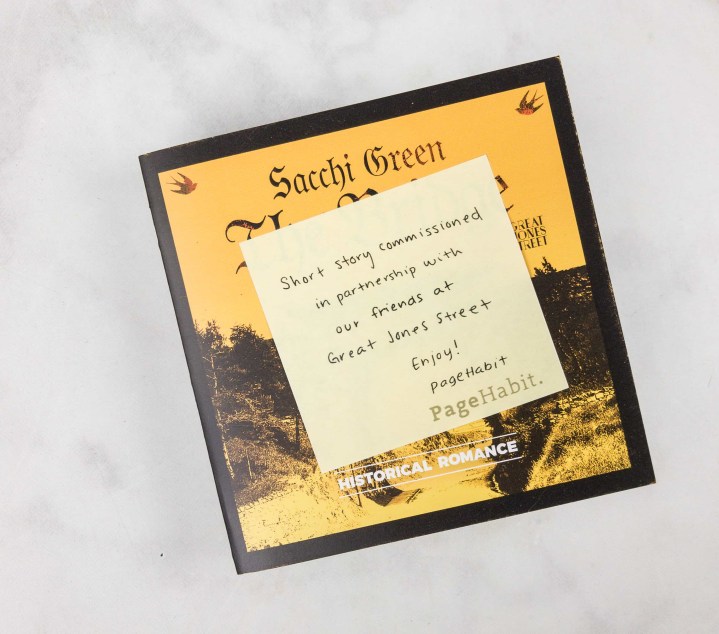 Sacchi Green
GREAT
JONES
STREET
Short story commissioned
in partnership with
our friends at
Great Jones Street
Enjoy!
pageHabit
PageHabit.
HISTORICAL ROMANCE